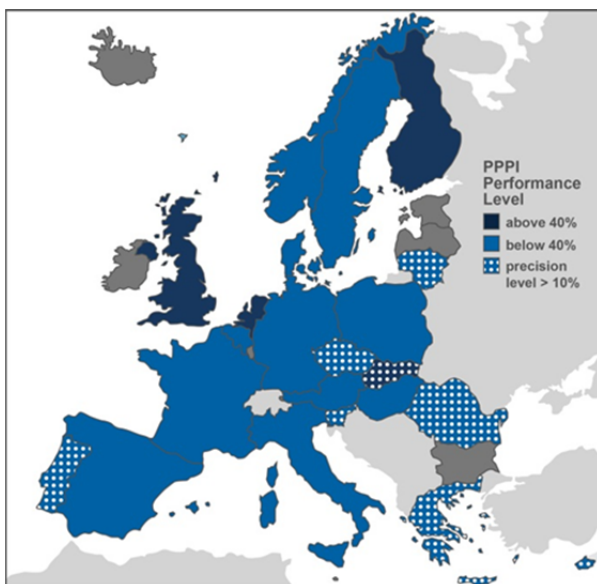 PPPI
Performance
Level
above 40%
below 40%
precision
level > 10%